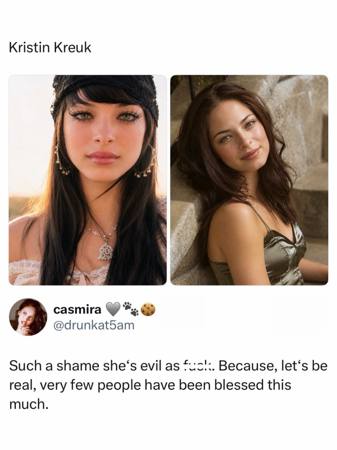 Kristin Kreuk
casmira 🩶🐾🍪
@drunkat5am
Such a shame she‘s evil as fuck. Because, let‘s be
real, very few people have been blessed this
much.